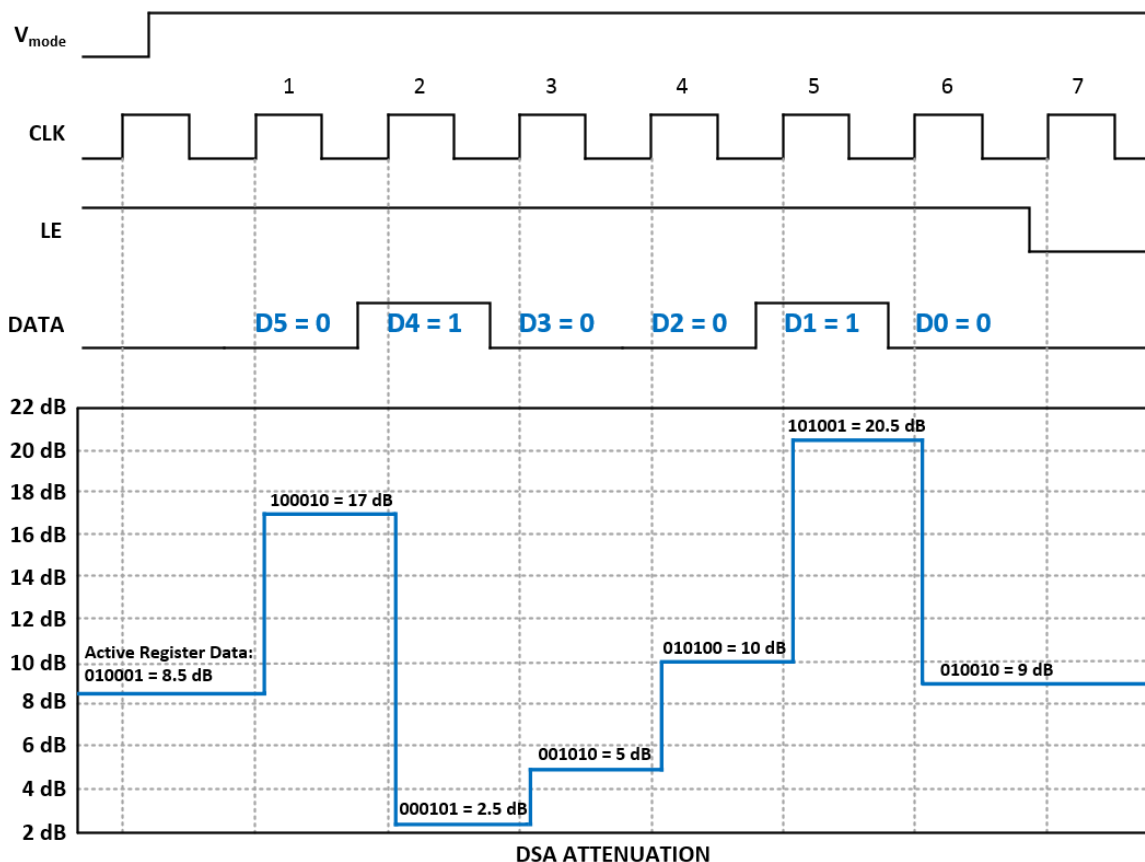 Vmode
1 2 3 4 5 6 7
CLK
LE
DATA
D5 = 0 D4 = 1 D3 = 0 D2 = 0 D1 = 1 D0 = 0
22 dB
101001 = 20.5 dB
20 dB
18 dB
100010 = 17 dB
16 dB
14 dB
12 dB
Active Register Data:
010100 = 10 dB
10 dB
010001 = 8.5 dB
010010 = 9 dB
8 dB
6 dB
001010 = 5 dB
4 dB
000101 = 2.5 dB
2 dB
DSA ATTENUATION